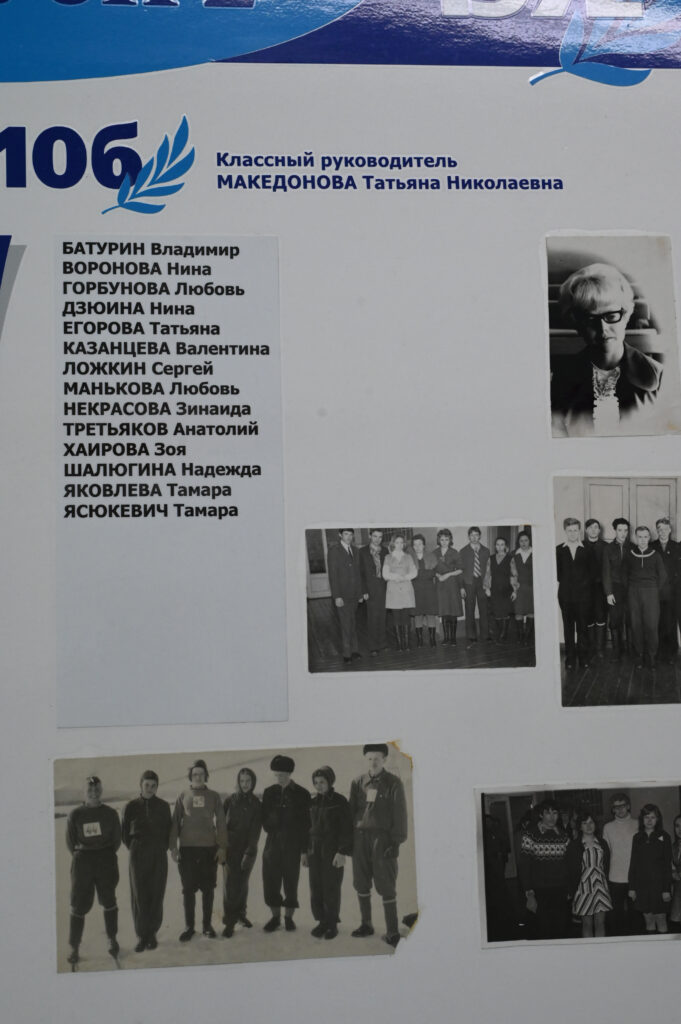 10б
Классный руководитель
МАКЕДОНОВА Татьяна Николаевна
БАТУРИН Владимир
ВОРОНОВА Нина
ГОРБУНОВА Любовь
ДЗЮИНА Нина
ЕГОРОВА Татьяна
КАЗАНЦЕВА Валентина
ЛОЖКИН Сергей
МАНЬКОВА Любовь
НЕКРАСОВА Зинаида
ТРЕТЬЯКОВ Анатолий
ХАИРОВА Зоя
ШАЛЮГИНА Надежда
ЯКОВЛЕВА Тамара
ЯСЮКЕВИЧ Тамара
44